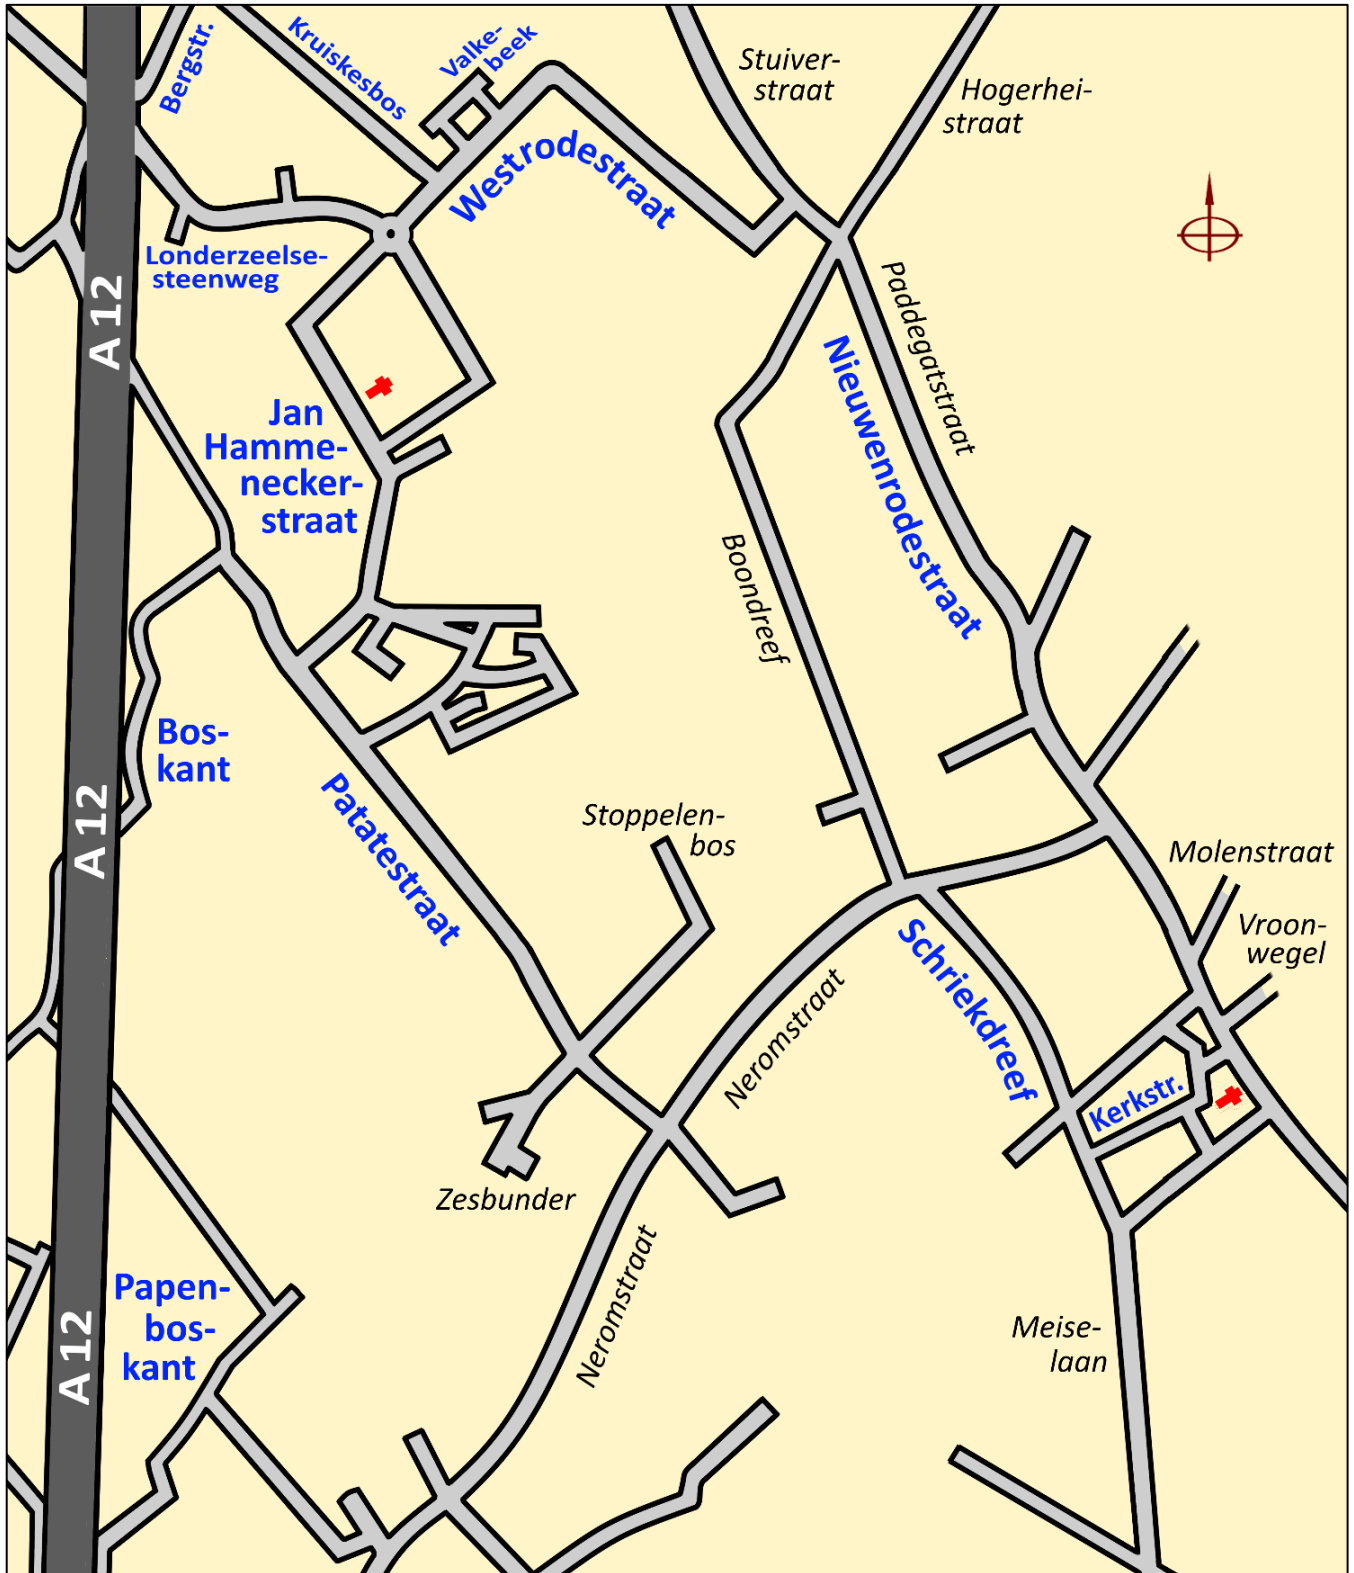 Bergstr.
Kruiskesbos
Valke-
beek
Westrodestraat
Stuiver-
straat
Hogerhei-
straat
Londerzeelse-
steenweg
A 12
Paddegatstraat
Nieuwenrodestraat
Jan
Hamme-
necker-
straat
Boondreef
Bos-
kant
A 12
Patatestraat
Stoppelen-
bos
Molenstraat
Vroon-
wegel
Schriekdreef
Neromstraat
Kerkstr.
Zesbunder
Neromstraat
Papen-
bos-
kant
A 12
Meise-
laan